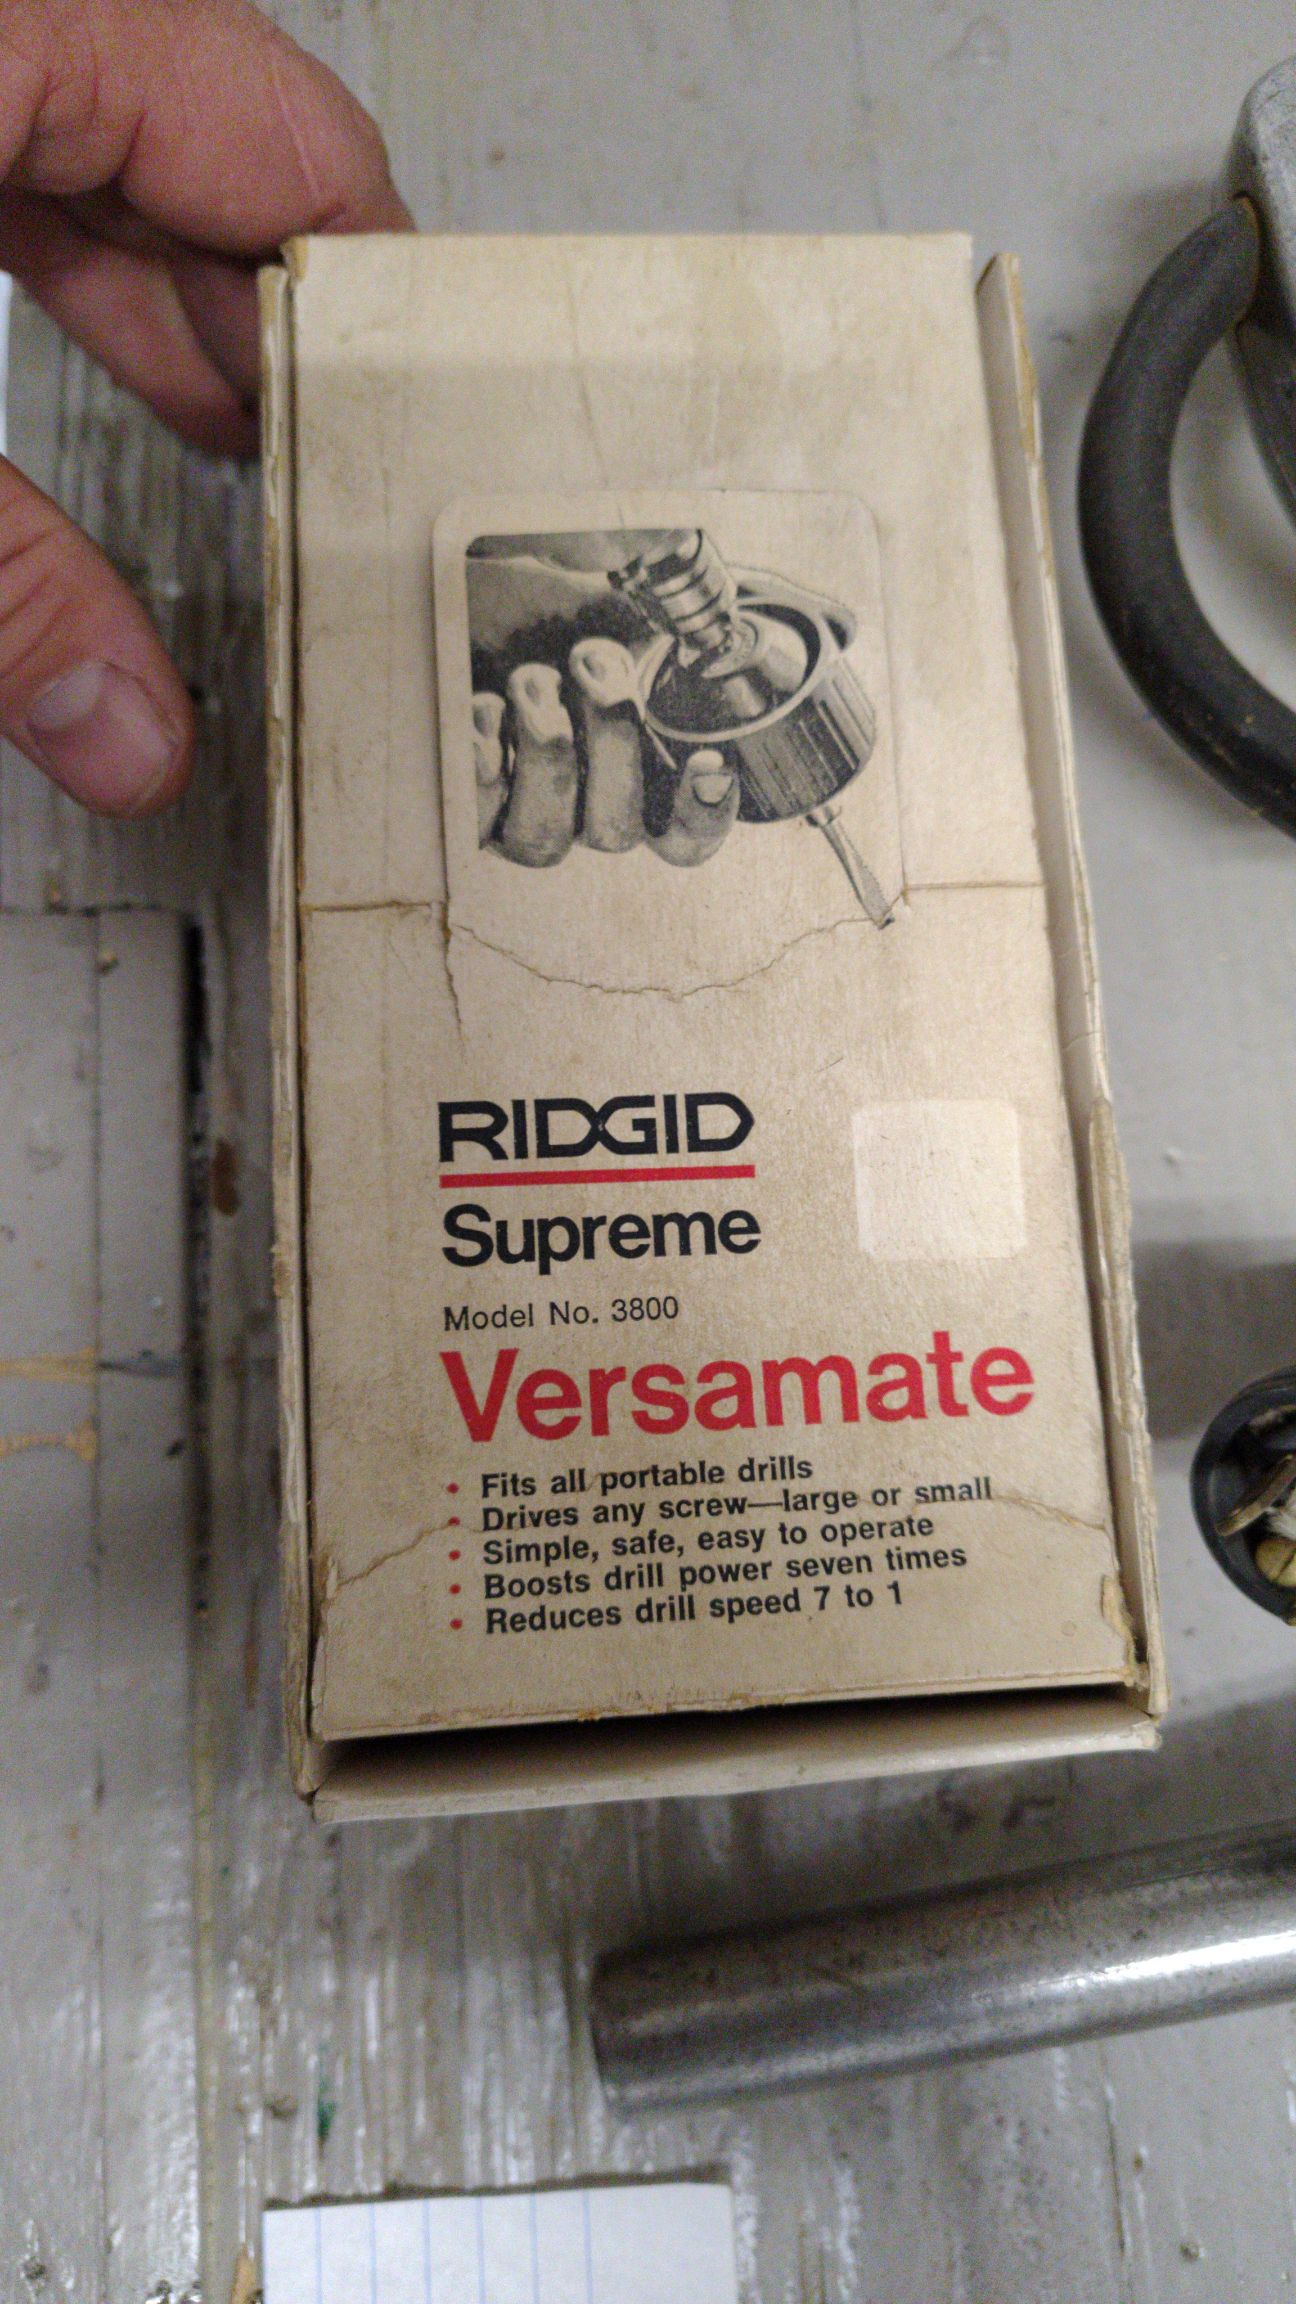 RIDGID
Supreme
Model No. 3800
Versamate
• Fits all portable drills
• Drives any screw—large or small
• Simple, safe, easy to operate
• Boosts drill power seven times
• Reduces drill speed 7 to 1